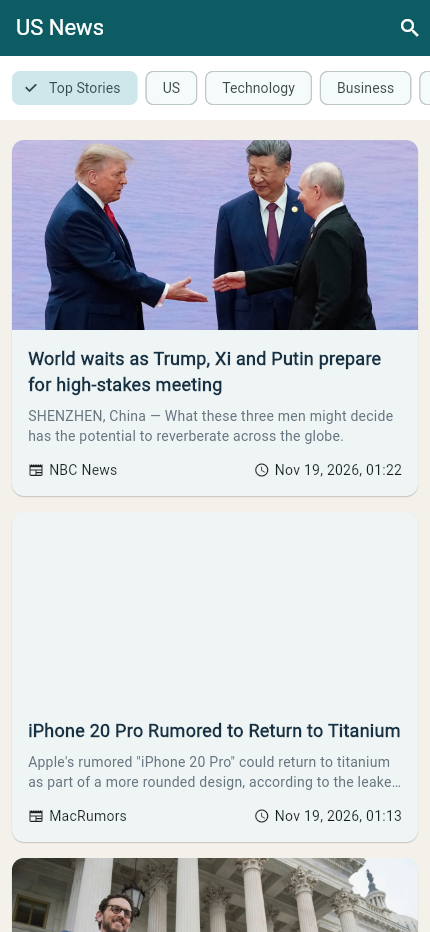 US News
Top Stories
US
Technology
Business
World waits as Trump, Xi and Putin prepare
for high-stakes meeting
SHENZHEN, China — What these three men might decide
has the potential to reverberate across the globe.
NBC News
Nov 19, 2026, 01:22
iPhone 20 Pro Rumored to Return to Titanium
Apple's rumored "iPhone 20 Pro" could return to titanium
as part of a more rounded design, according to the leake…
MacRumors
Nov 19, 2026, 01:13